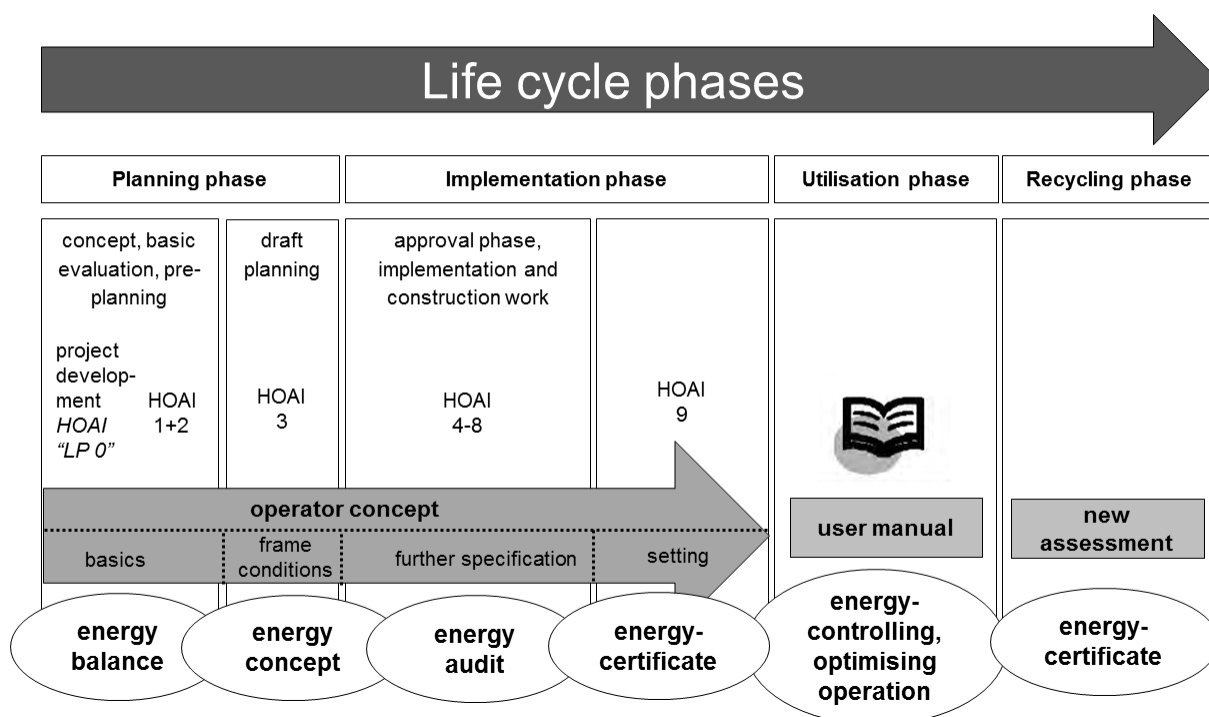 Life cycle phases
Planning phase
Implementation phase
Utilisation phase
Recycling phase
concept, basic
evaluation, pre-
planning
project
develop-
ment
HOAI
“LP 0”
HOAI
1+2
draft
planning
HOAI
3
approval phase,
implementation and
construction work
HOAI
4-8
HOAI
9
operator concept
basics
frame
conditions
further specification
setting
user manual
new
assessment
energy
balance
energy
concept
energy
audit
energy-
certificate
energy-
controlling,
optimising
operation
energy-
certificate